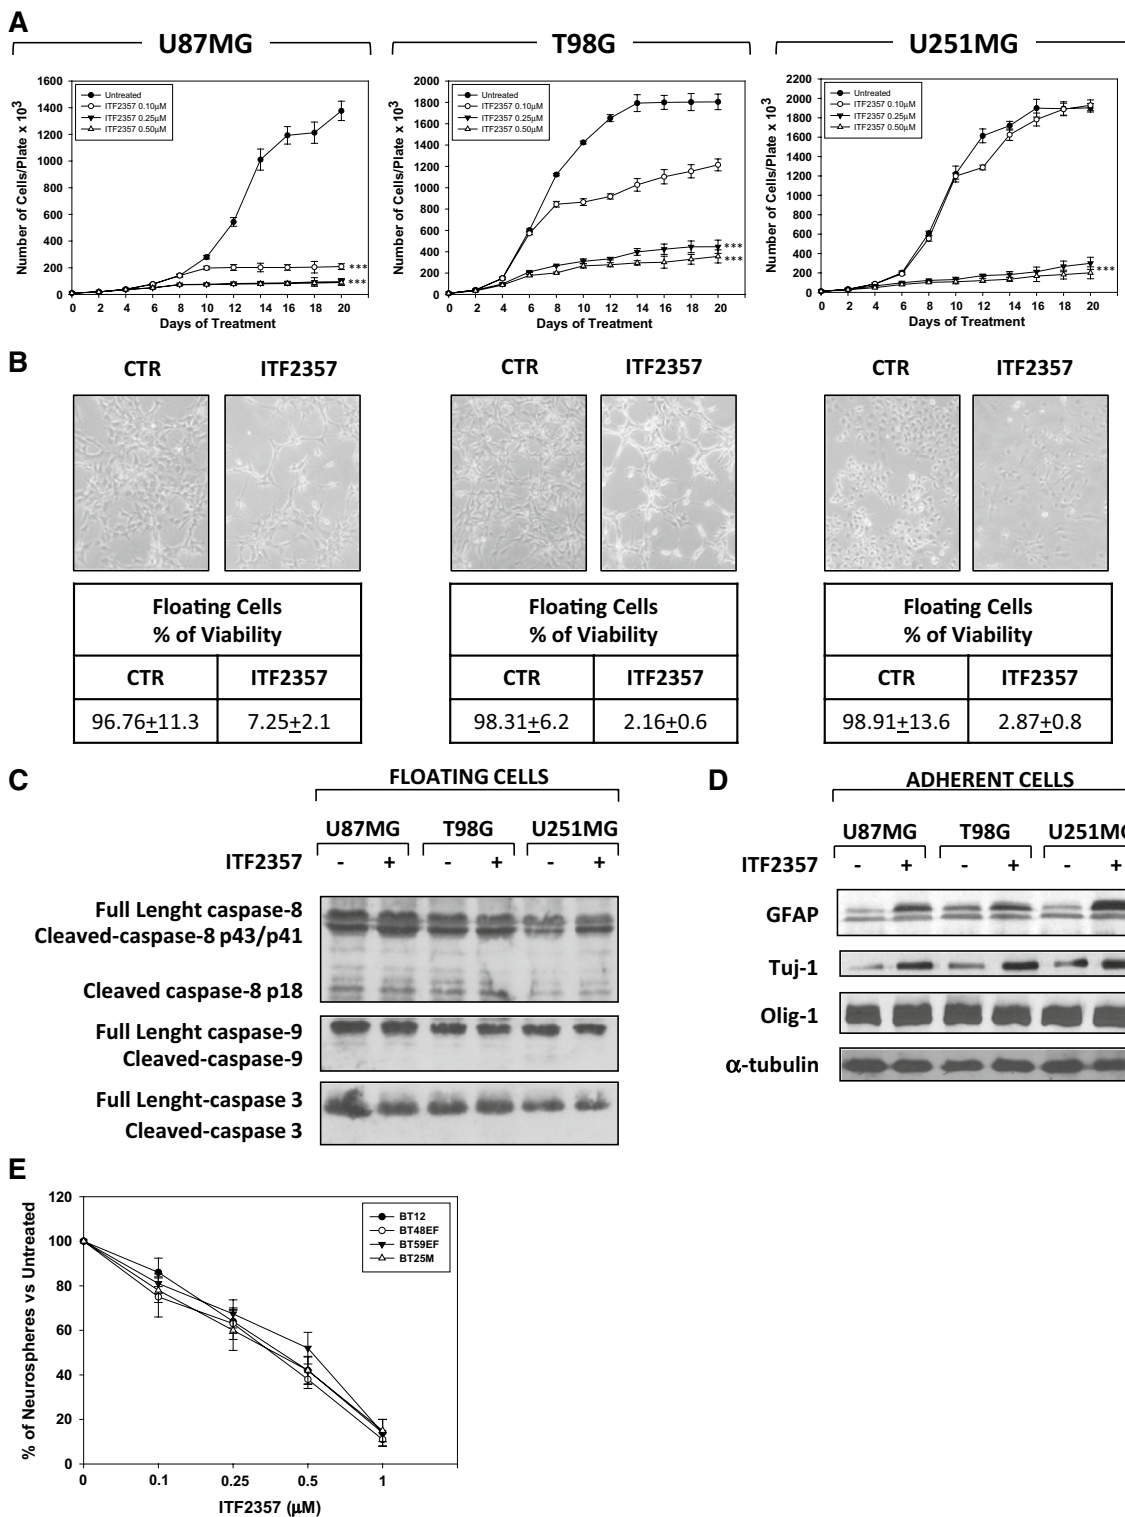 A
U87MG
T98G
U251MG
Number of Cells/Plate x 10³
1600
1400
1200
1000
800
600
400
200
0
Untreated
ITF2357 0.10µM
ITF2357 0.25µM
ITF2357 0.50µM
***
***
0 2 4 6 8 10 12 14 16 18 20
Days of Treatment
Number of Cells/Plate x 10³
2000
1800
1600
1400
1200
1000
800
600
400
200
0
Untreated
ITF2357 0.10µM
ITF2357 0.25µM
ITF2357 0.50µM
***
***
0 2 4 6 8 10 12 14 16 18 20
Days of Treatment
Number of Cells/Plate x 10³
2200
2000
1800
1600
1400
1200
1000
800
600
400
200
0
Untreated
ITF2357 0.10µM
ITF2357 0.25µM
ITF2357 0.50µM
***
0 2 4 6 8 10 12 14 16 18 20
Days of Treatment
B
CTR ITF2357
CTR ITF2357
CTR ITF2357
Floating Cells
% of Viability
CTR ITF2357
96.76±11.3 7.25±2.1
Floating Cells
% of Viability
CTR ITF2357
98.31±6.2 2.16±0.6
Floating Cells
% of Viability
CTR ITF2357
98.91±13.6 2.87±0.8
C
FLOATING CELLS
U87MG T98G U251MG
ITF2357 - + - + - +
Full Lenght caspase-8
Cleaved-caspase-8 p43/p41
Cleaved caspase-8 p18
Full Lenght caspase-9
Cleaved-caspase-9
Full Lenght-caspase 3
Cleaved-caspase 3
D
ADHERENT CELLS
U87MG T98G U251MG
ITF2357 - + - + - +
GFAP
Tuj-1
Olig-1
α-tubulin
E
% of Neurospheres vs Untreated
120
100
80
60
40
20
0
BT12
BT48EF
BT59EF
BT25M
0 0.1 0.25 0.5 1
ITF2357 (µM)